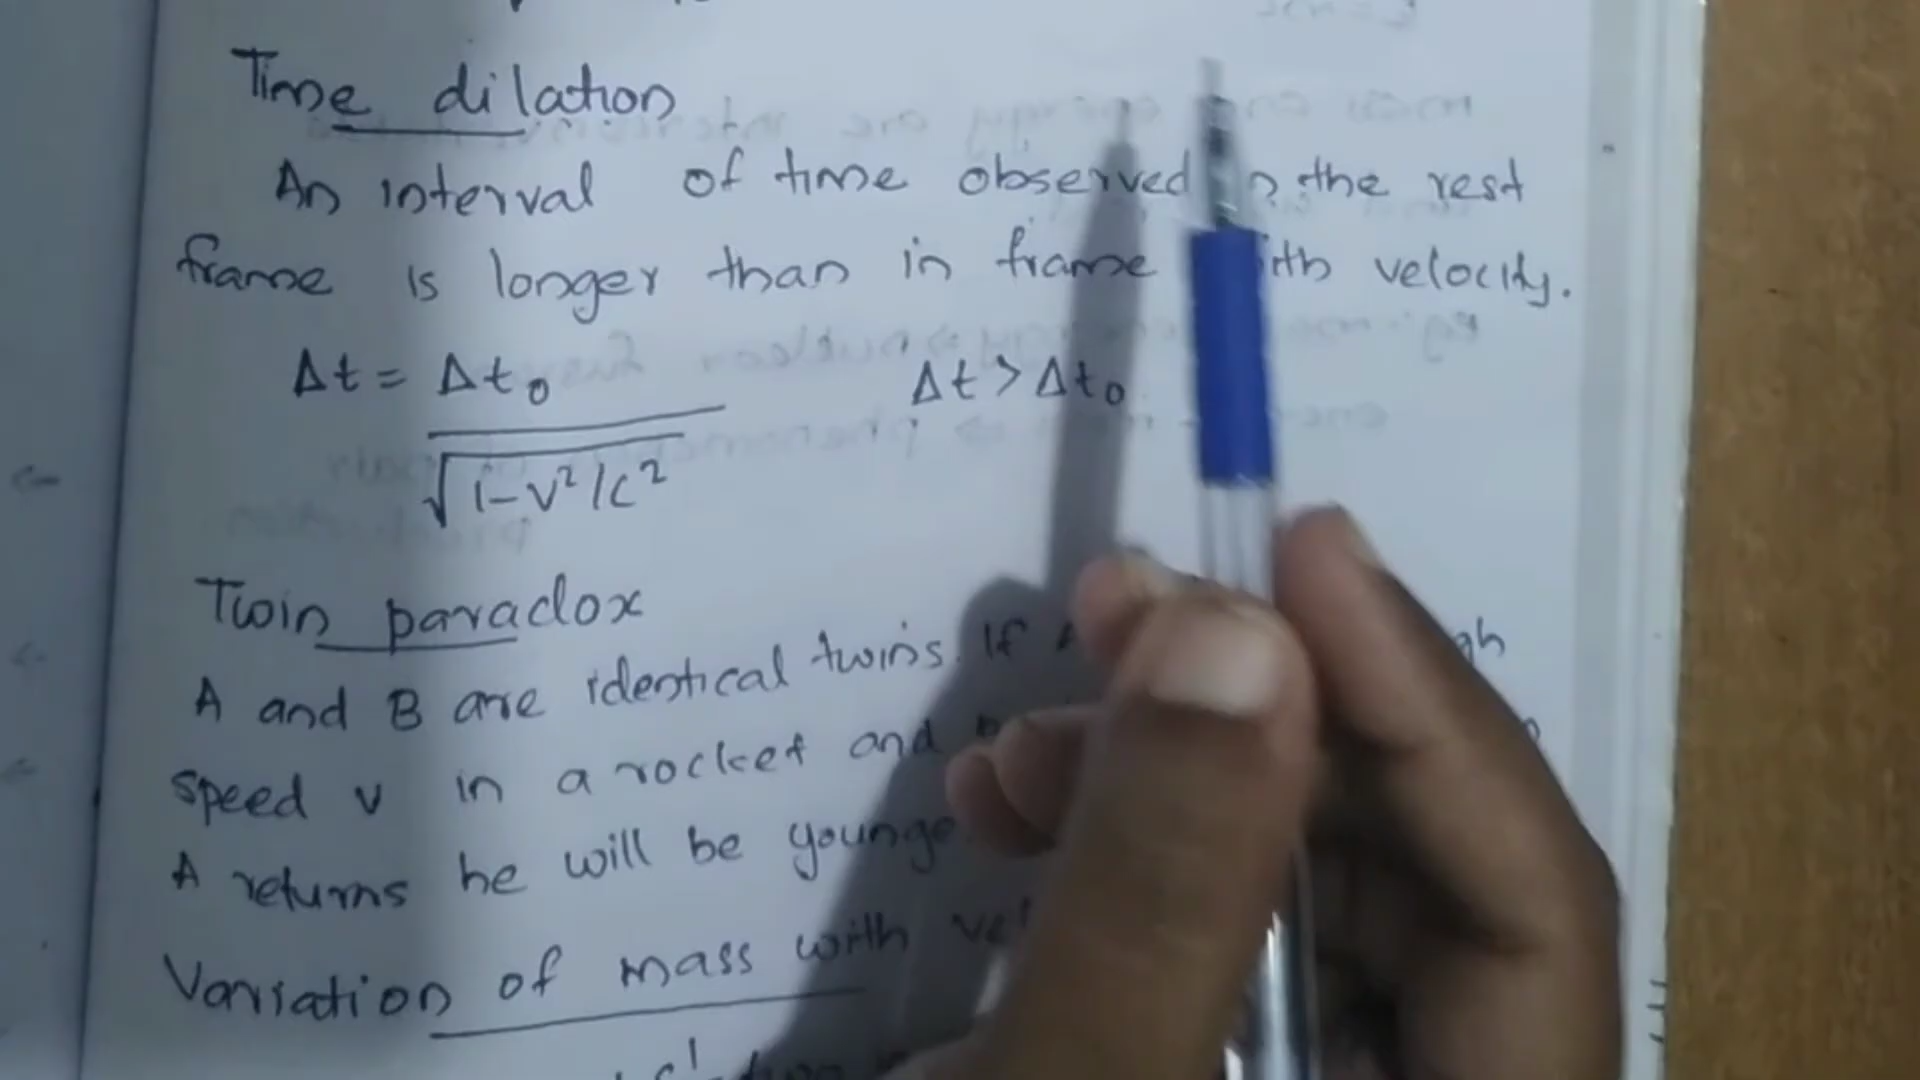 Time dilation
An interval of time observed the rest
frame is longer than in frame with velocity.
Δt = Δt₀ Δt > Δt₀
√1-v²/c²
Twin paradox
A and B are identical twins. If
speed v in a rocket and
A returns he will be
Variation of mass with